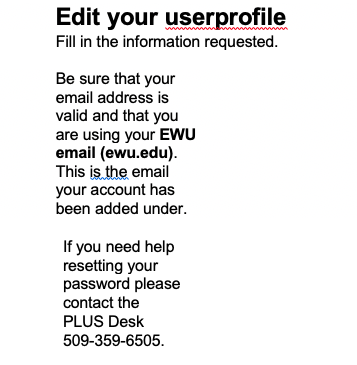 Edit your userprofile
Fill in the information requested.
Be sure that your
email address is
valid and that you
are using your EWU
email (ewu.edu).
This is the email
your account has
been added under.
If you need help
resetting your
password please
contact the
PLUS Desk
509-359-6505.